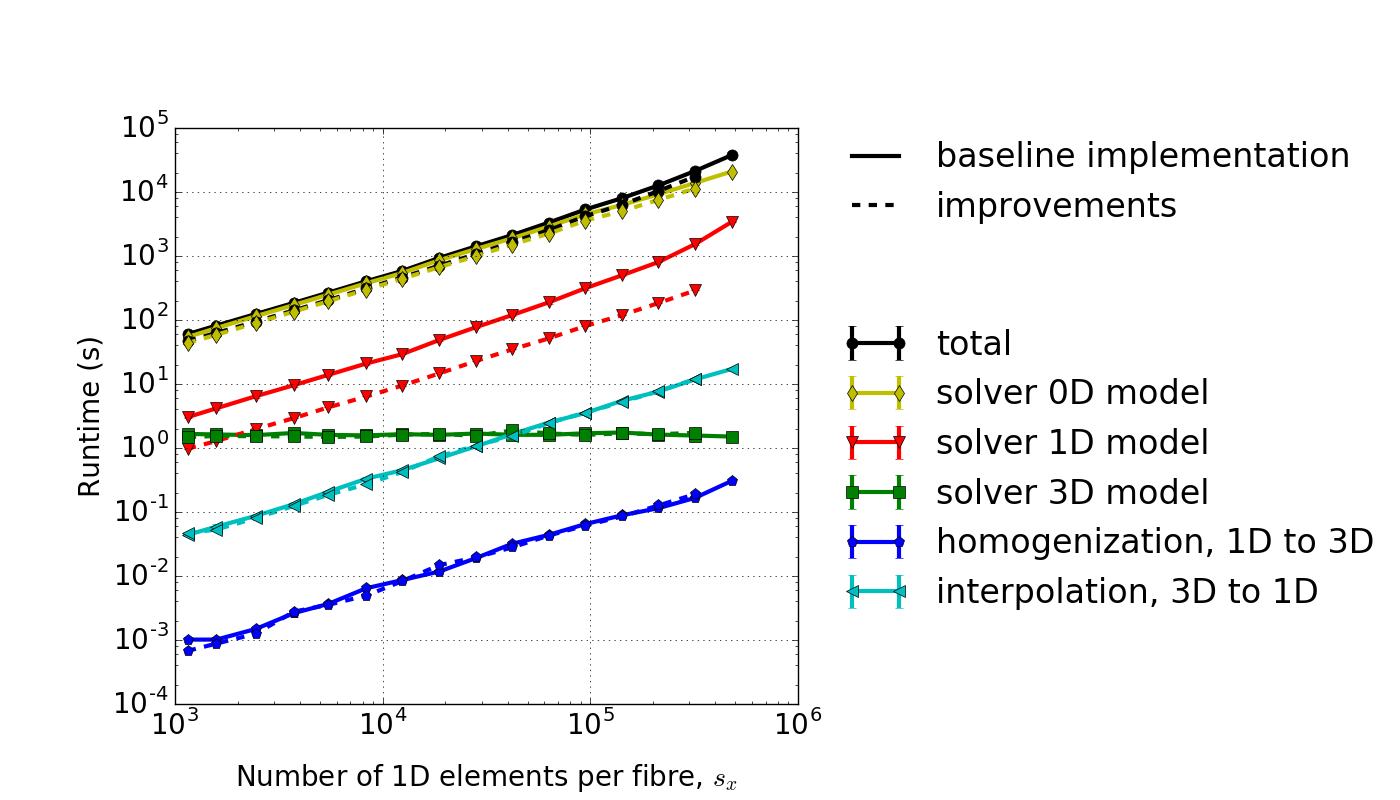 10^5
10^4
10^3
10^2
10^1
10^0
10^-1
10^-2
10^-3
10^-4
Runtime (s)
10^3 10^4 10^5 10^6
Number of 1D elements per fibre, s_x
baseline implementation
improvements
total
solver 0D model
solver 1D model
solver 3D model
homogenization, 1D to 3D
interpolation, 3D to 1D